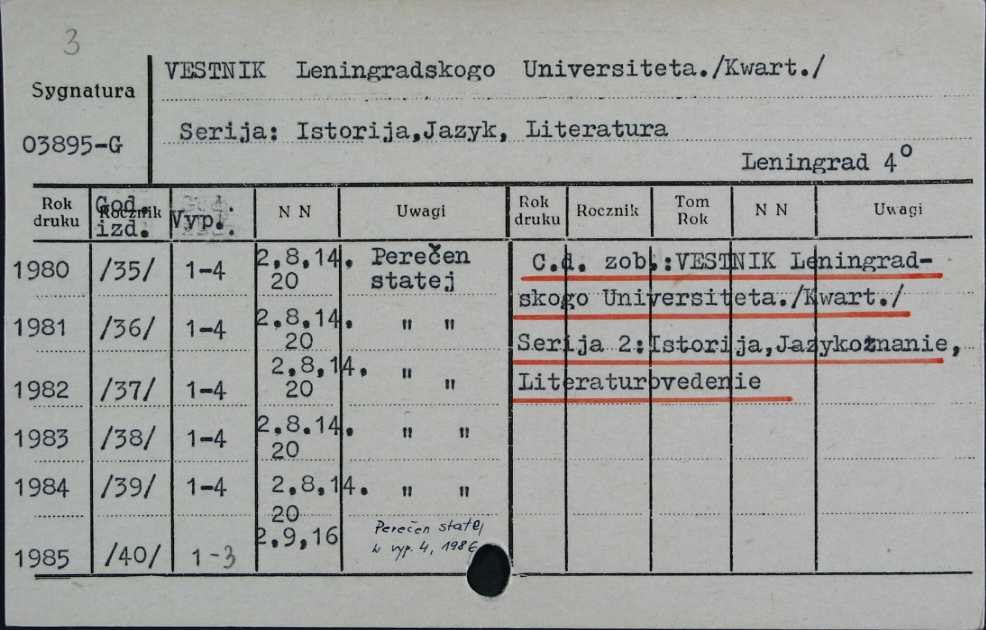 3
VESTNIK Leningradskogo Universiteta./Kwart./
Sygnatura
03895-G
Serija: Istorija,Jazyk, Literatura
Leningrad 4º
Rok druku God. izd. Rocznik Vyp. N N Uwagi Rok druku Rocznik Tom Rok N N Uwagi
1980 /35/ 1-4 2,8,14, 20 Perečen statej
1981 /36/ 1-4 2,8,14. 20 " "
1982 /37/ 1-4 2,8,14. 20 " "
1983 /38/ 1-4 2,8.14. 20 " "
1984 /39/ 1-4 2,8,14. 20 " "
1985 /40/ 1-3 2,9,16 Perečen statej w vyp. 4, 1986
C.d. zob.:VESTNIK Leningrad-
skogo Universiteta./Kwart./
Serija 2:Istorija,Jazykoznanie,
Literaturovedenie